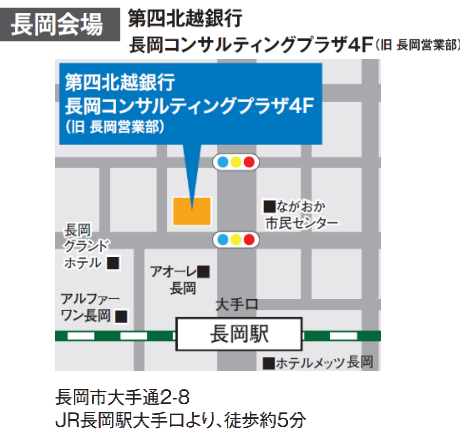 長岡会場
第四北越銀行
長岡コンサルティングプラザ4F(旧 長岡営業部)
第四北越銀行
長岡コンサルティングプラザ4F
(旧 長岡営業部)
■ながおか
市民センター
長岡
グランド
ホテル■
アオーレ■
長岡
アルファー
ワン長岡■
大手口
長岡駅
■ホテルメッツ長岡
長岡市大手通2-8
JR長岡駅大手口より、徒歩約5分